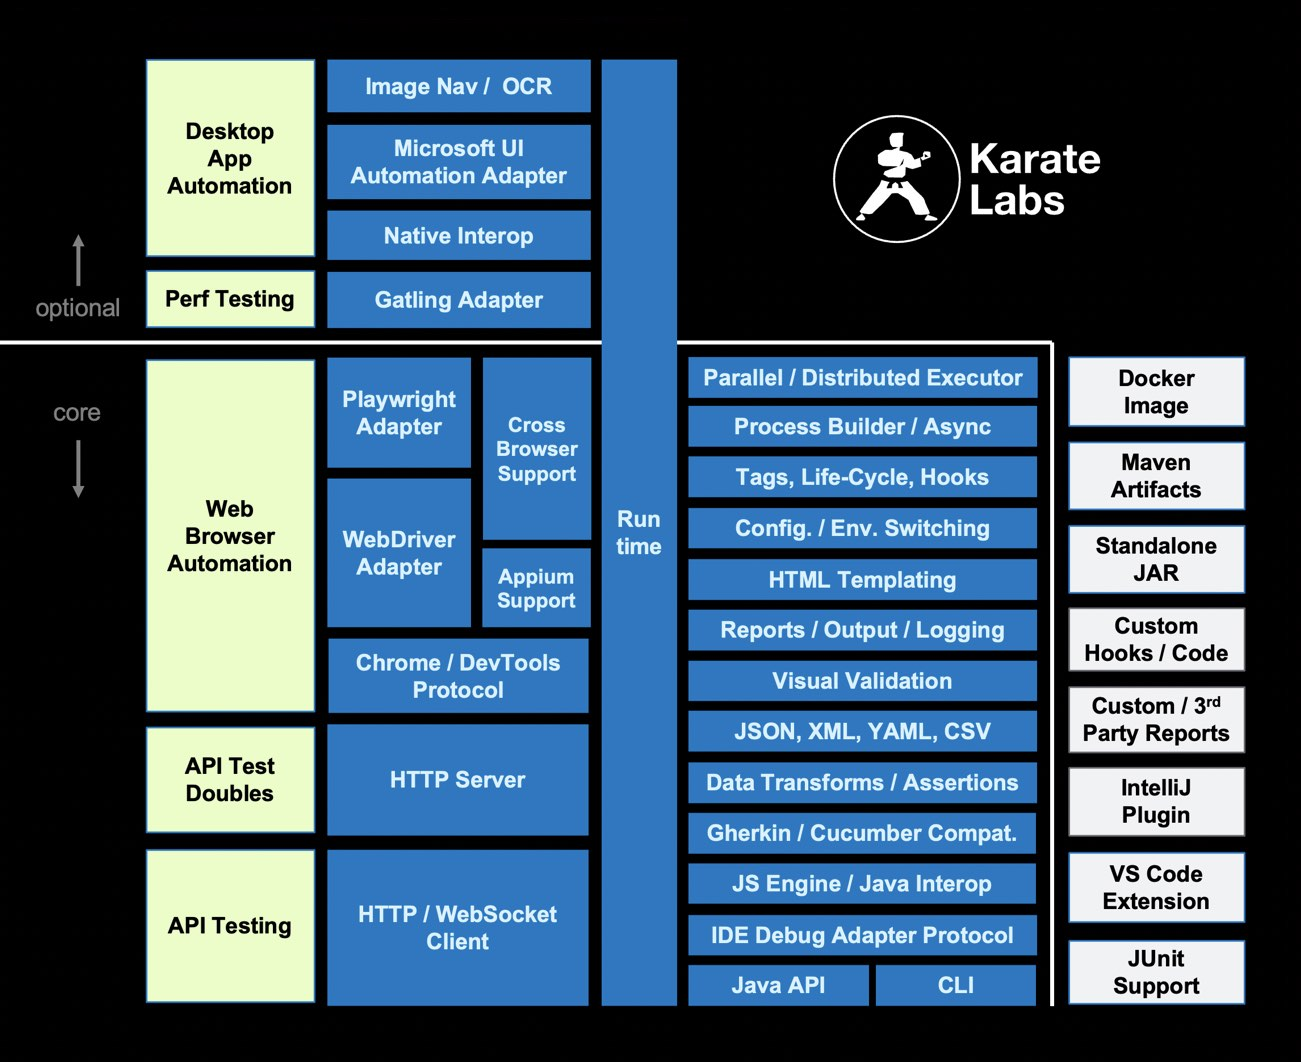 Desktop
App
Automation
Image Nav / OCR
Microsoft UI
Automation Adapter
Native Interop
Karate
Labs
optional
Perf Testing
Gatling Adapter
core
Web
Browser
Automation
Playwright
Adapter
Cross
Browser
Support
WebDriver
Adapter
Appium
Support
Chrome / DevTools
Protocol
API Test
Doubles
HTTP Server
API Testing
HTTP / WebSocket
Client
Run
time
Parallel / Distributed Executor
Process Builder / Async
Tags, Life-Cycle, Hooks
Config. / Env. Switching
HTML Templating
Reports / Output / Logging
Visual Validation
JSON, XML, YAML, CSV
Data Transforms / Assertions
Gherkin / Cucumber Compat.
JS Engine / Java Interop
IDE Debug Adapter Protocol
Java API
CLI
Docker
Image
Maven
Artifacts
Standalone
JAR
Custom
Hooks / Code
Custom / 3rd
Party Reports
IntelliJ
Plugin
VS Code
Extension
JUnit
Support